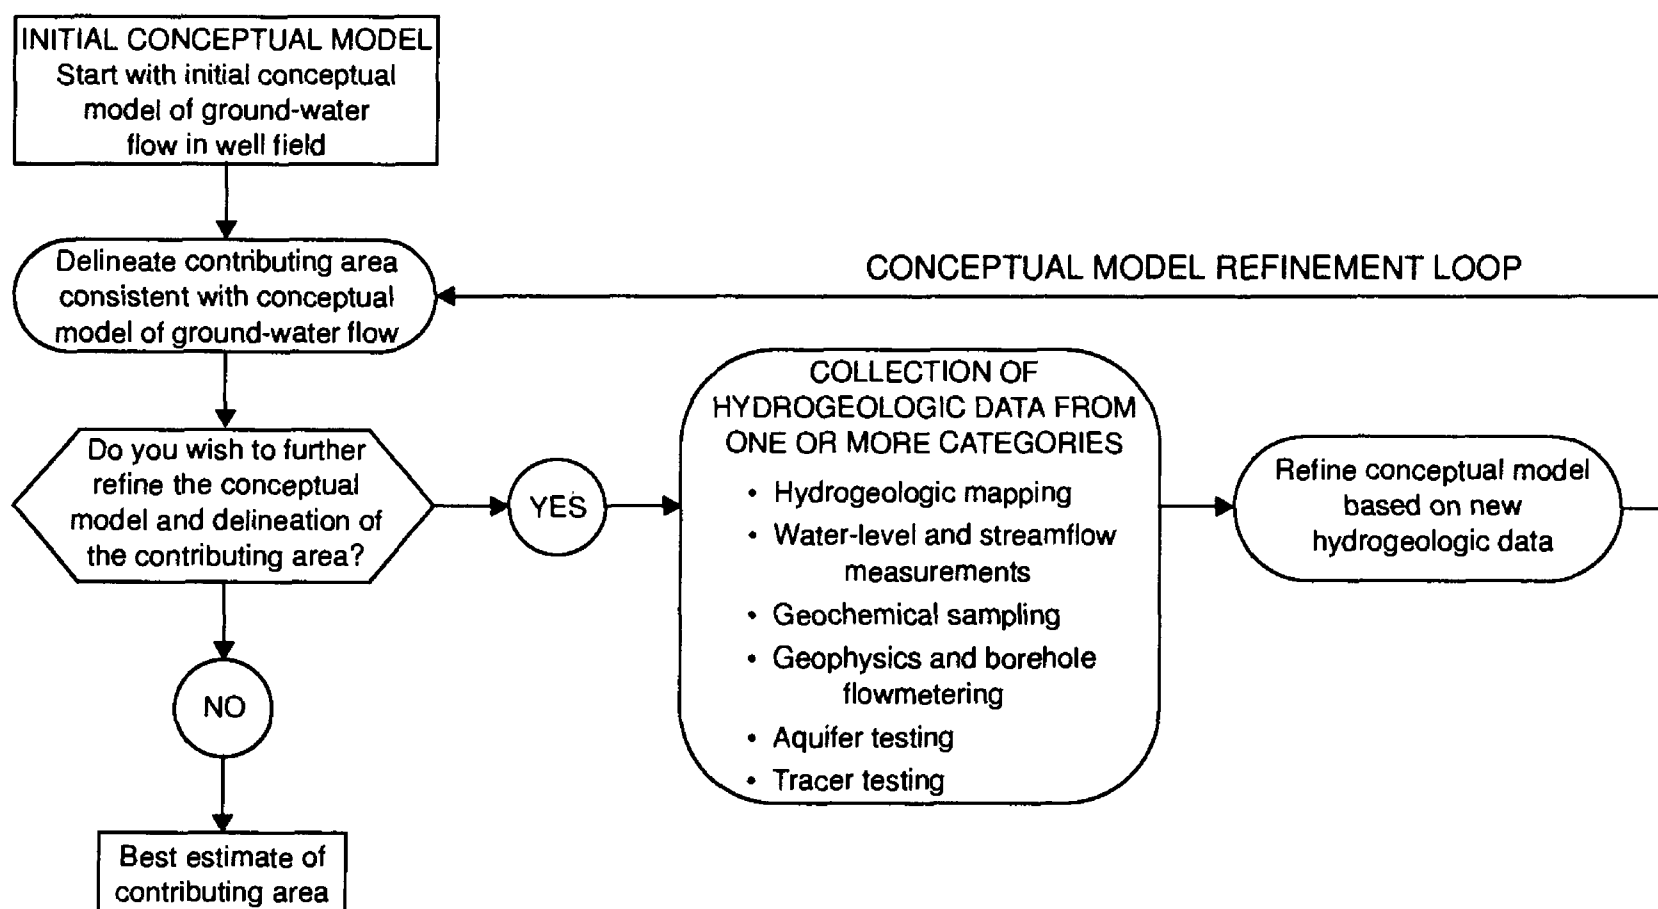 INITIAL CONCEPTUAL MODEL
Start with initial conceptual
model of ground-water
flow in well field
Delineate contributing area
consistent with conceptual
model of ground-water flow
CONCEPTUAL MODEL REFINEMENT LOOP
Do you wish to further
refine the conceptual
model and delineation of
the contributing area?
YES
COLLECTION OF
HYDROGEOLOGIC DATA FROM
ONE OR MORE CATEGORIES
• Hydrogeologic mapping
• Water-level and streamflow
measurements
• Geochemical sampling
• Geophysics and borehole
flowmetering
• Aquifer testing
• Tracer testing
Refine conceptual model
based on new
hydrogeologic data
NO
Best estimate of
contributing area